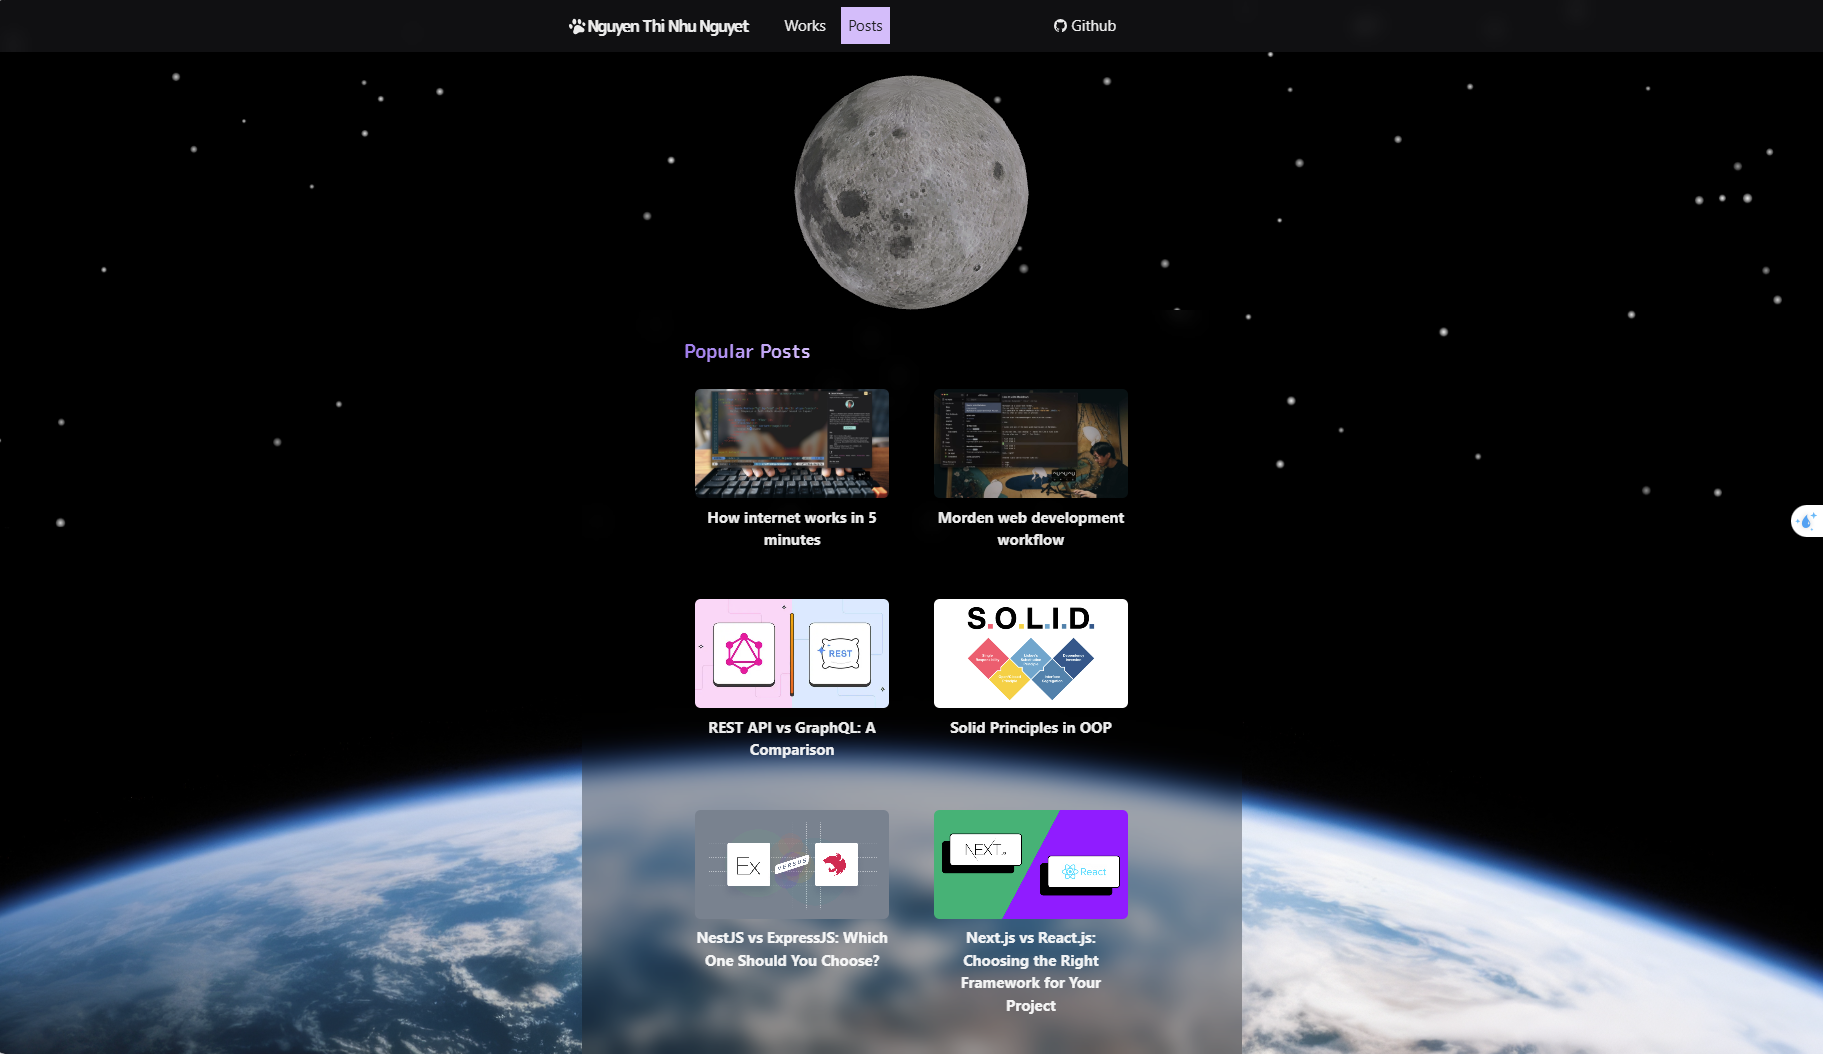 Nguyen Thi Nhu Nguyet
Works
Posts
Github
Popular Posts
How internet works in 5
minutes
Morden web development
workflow
REST
S.O.L.I.D.
REST API vs GraphQL: A
Comparison
Solid Principles in OOP
Ex
VERSUS
NEXT.JS
React
NestJS vs ExpressJS: Which
One Should You Choose?
Next.js vs React.js:
Choosing the Right
Framework for Your
Project